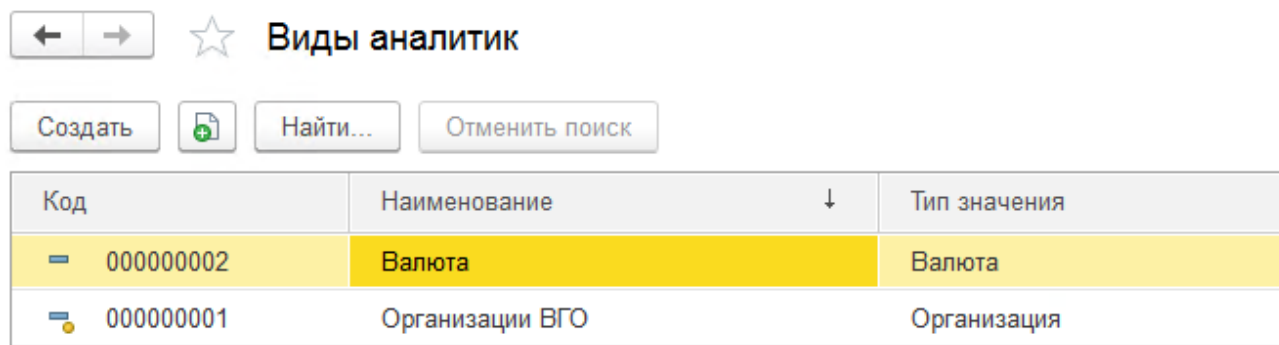 Виды аналитик
Создать Найти... Отменить поиск
Код Наименование ↓ Тип значения
000000002 Валюта Валюта
000000001 Организации ВГО Организация